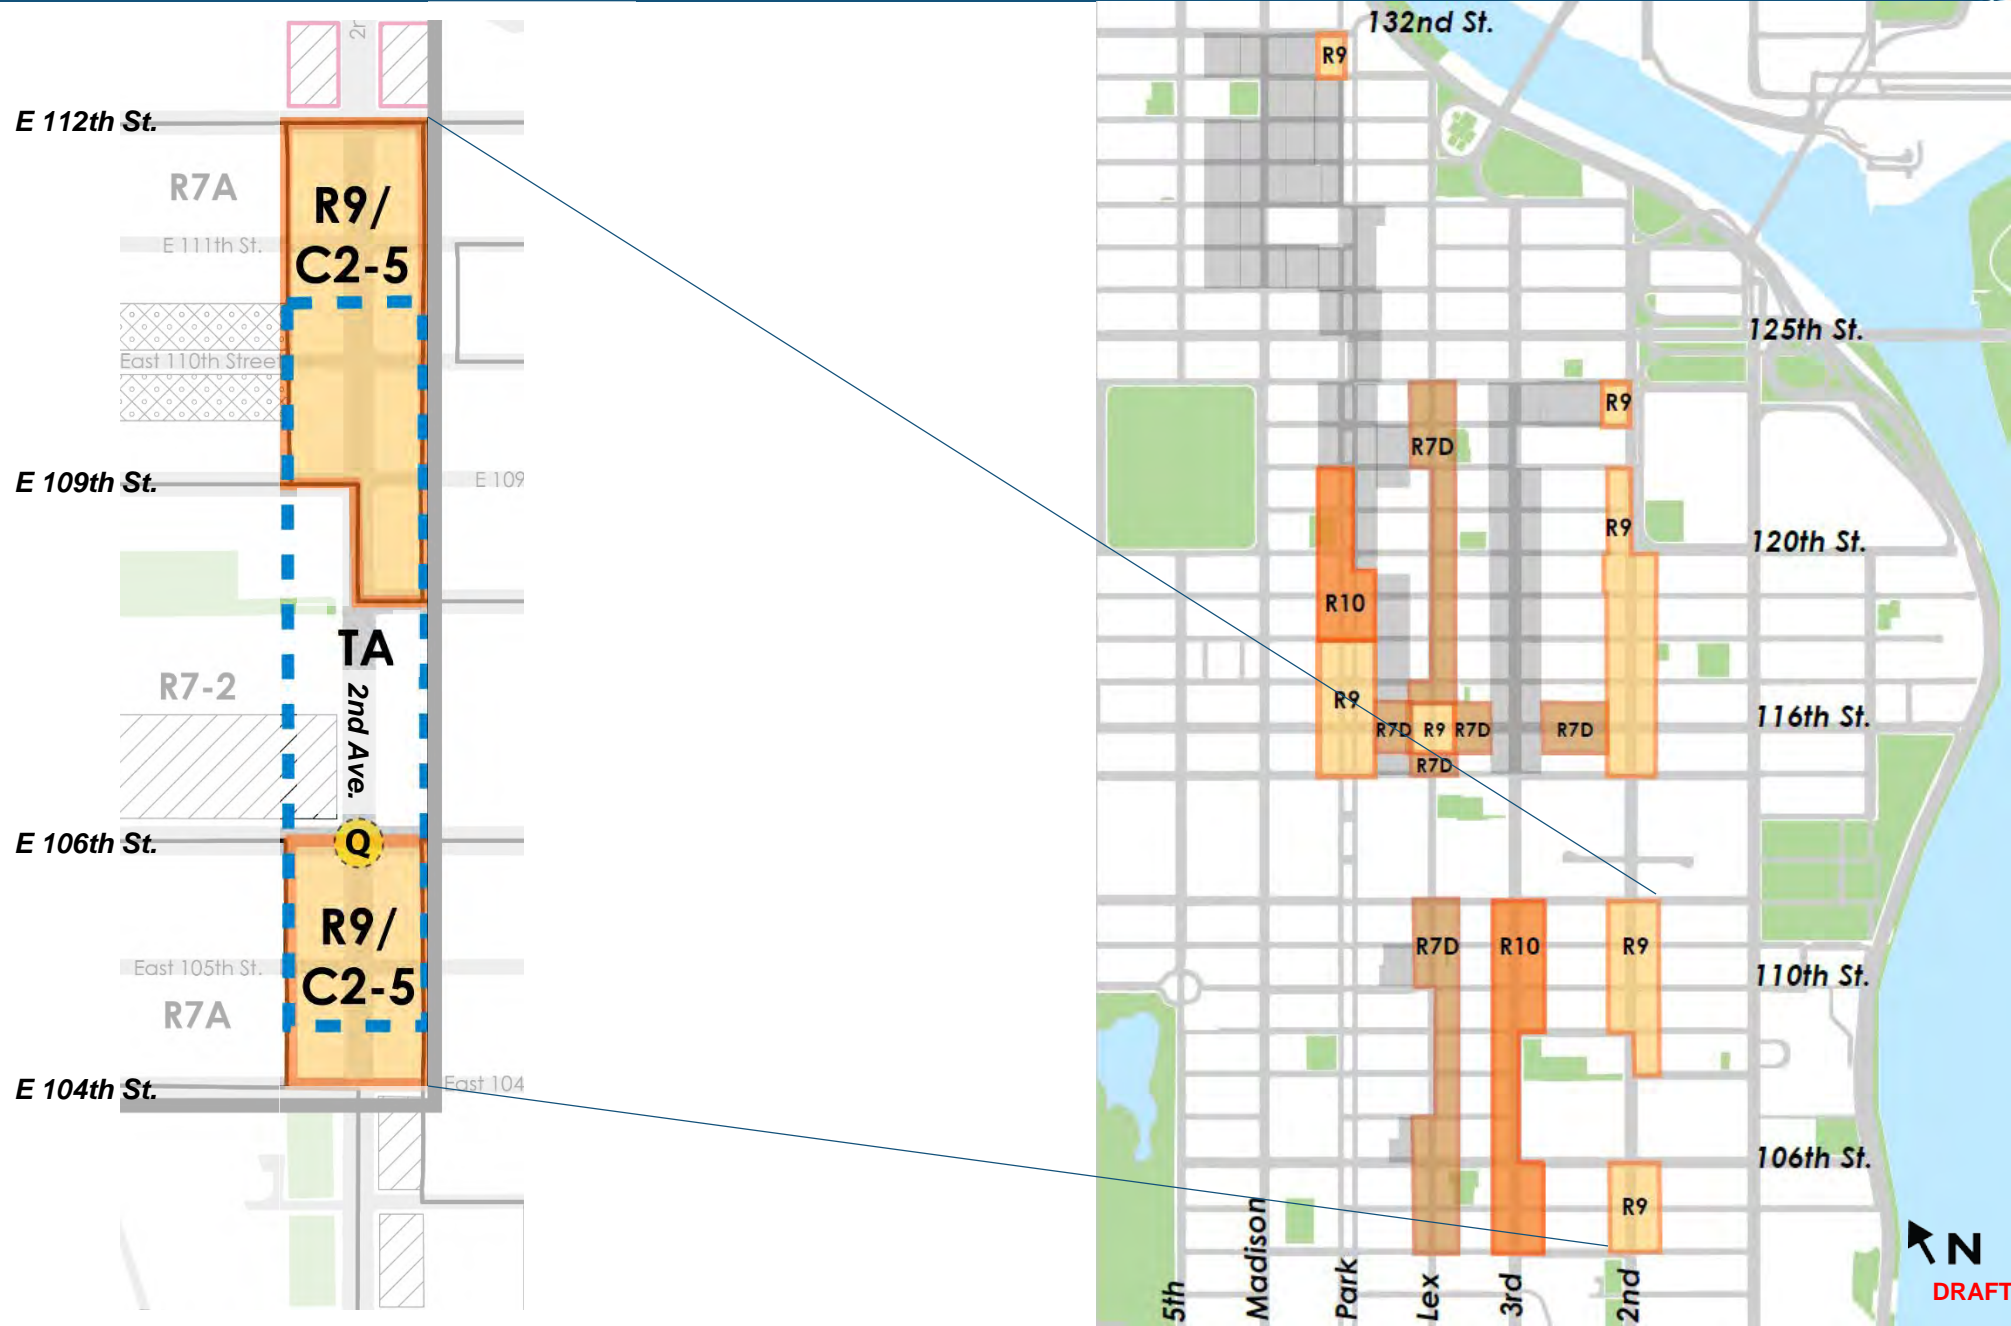 2n
E 112th St.
R7A
R9/
C2-5
E 111th St.
East 110th Street
E 109th St.
E 109
TA
R7-2
2nd Ave.
E 106th St.
Q
R9/
C2-5
East 105th St.
R7A
E 104th St.
East 104
132nd St.
R9
125th St.
R9
R7D
R9
120th St.
R10
R9
R7D
R9
R7D
R7D
116th St.
R7D
R7D
R10
R9
110th St.
106th St.
R9
5th
Madison
Park
Lex
3rd
2nd
N
DRAFT